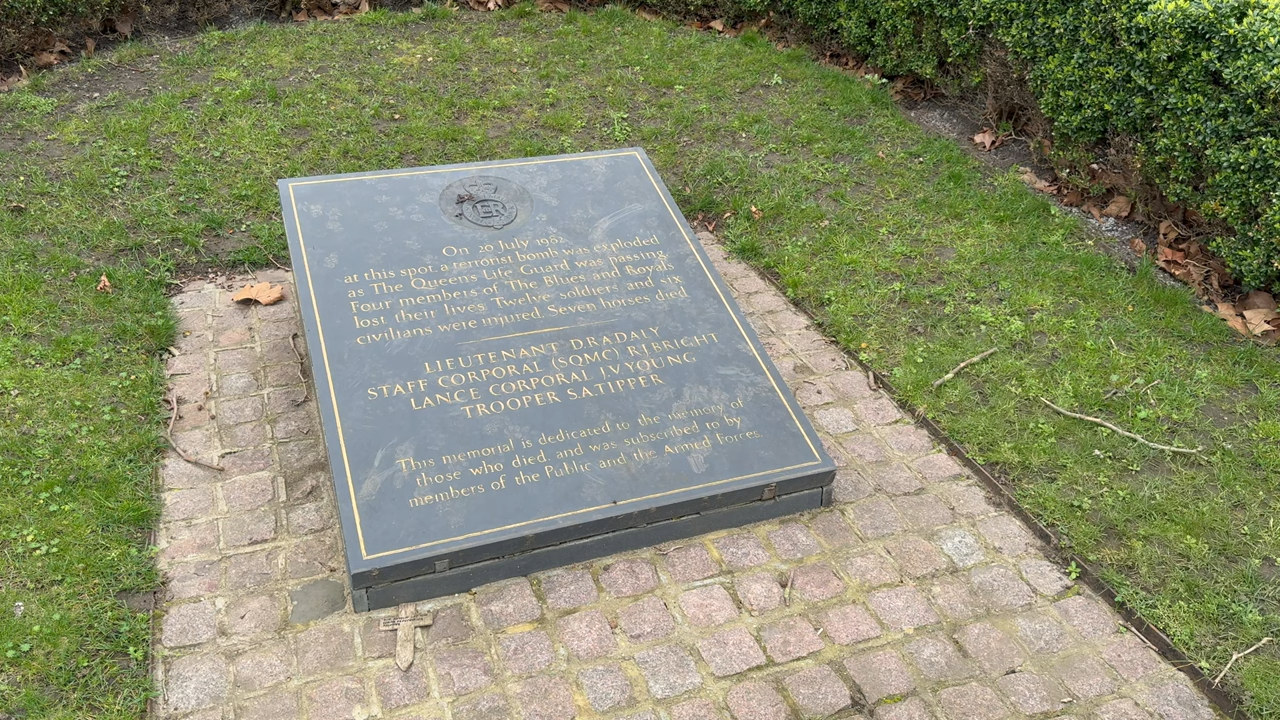 EIIR
On 20 July 1982
at this spot a terrorist bomb was exploded
as The Queens Life Guard was passing.
Four members of The Blues and Royals
lost their lives. Twelve soldiers and six
civilians were injured. Seven horses died.
LIEUTENANT D.R.A.DALY
STAFF CORPORAL (SQMC) R.J.BRIGHT
LANCE CORPORAL J.V.YOUNG
TROOPER S.A.TIPPER
This memorial is dedicated to the memory of
those who died, and was subscribed to by
members of the Public and the Armed Forces.